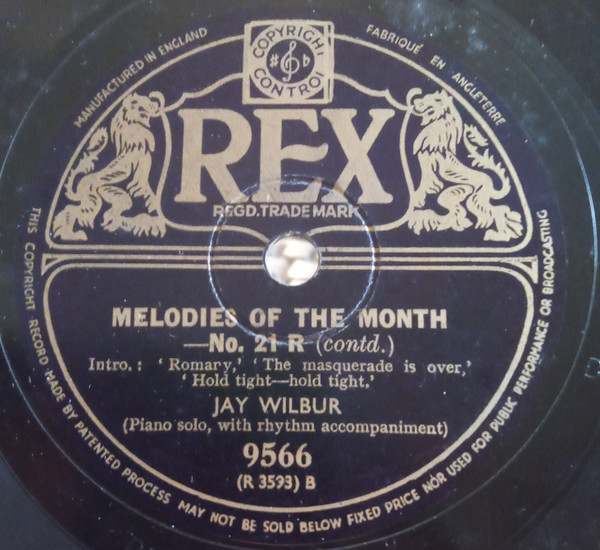 MANUFACTURED IN ENGLAND
FABRIQUÉ EN ANGLETERRE
COPYRIGHT
CONTROL
REX
REGD. TRADE MARK
MELODIES OF THE MONTH
—No. 21 R (contd.)
Intro.: ‘Romary,’ ‘The masquerade is over,’
‘Hold tight—hold tight,’
JAY WILBUR
(Piano solo, with rhythm accompaniment)
9566
(R 3593) B
THIS COPYRIGHT RECORD MADE BY PATENTED PROCESS MAY NOT BE SOLD BELOW FIXED PRICE NOR USED FOR PUBLIC PERFORMANCE OR BROADCASTING